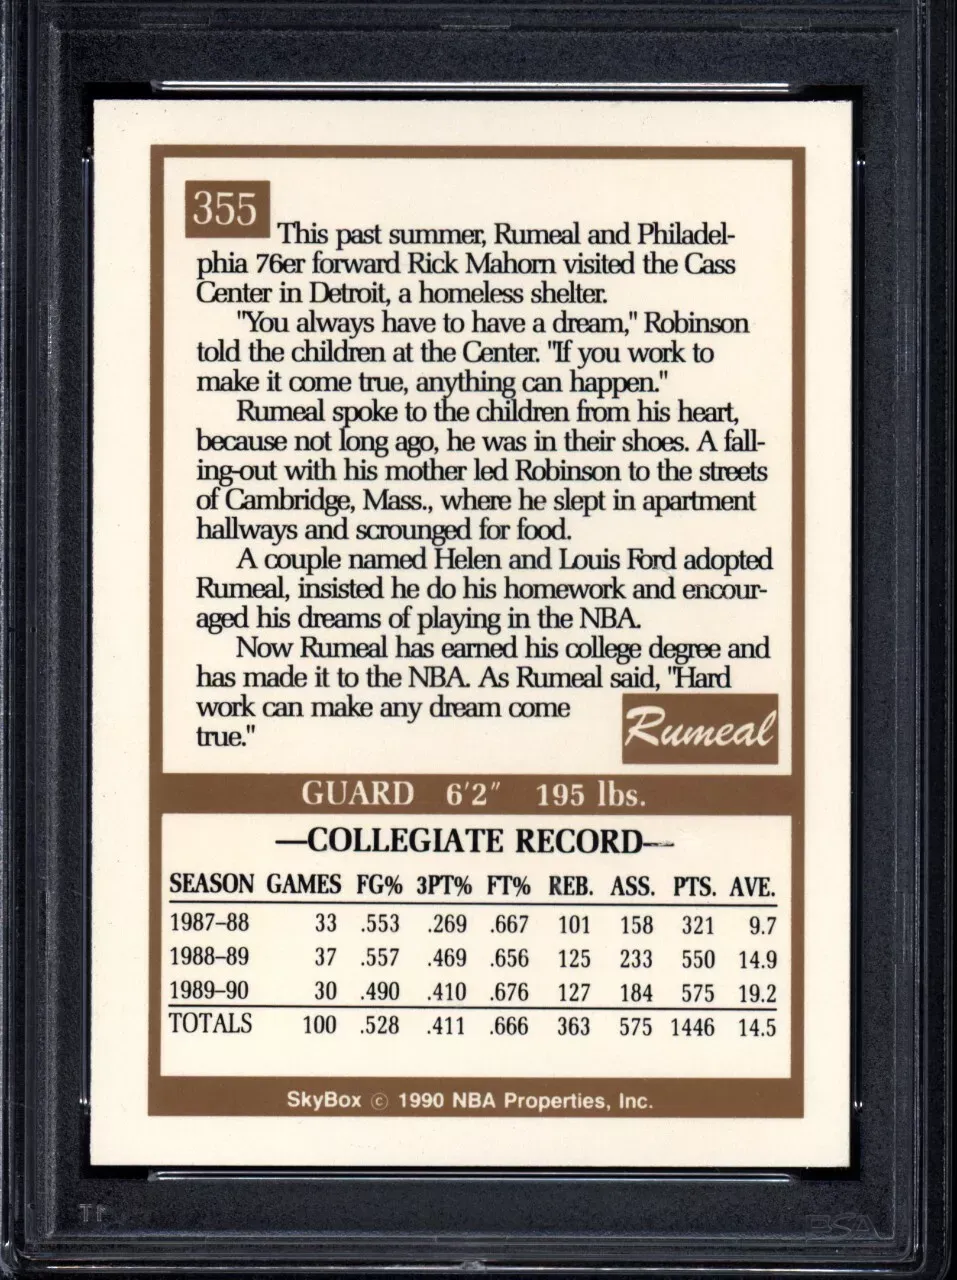 355
This past summer, Rumeal and Philadel-
phia 76er forward Rick Mahorn visited the Cass
Center in Detroit, a homeless shelter.
"You always have to have a dream," Robinson
told the children at the Center. "If you work to
make it come true, anything can happen."
Rumeal spoke to the children from his heart,
because not long ago, he was in their shoes. A fall-
ing-out with his mother led Robinson to the streets
of Cambridge, Mass., where he slept in apartment
hallways and scrounged for food.
A couple named Helen and Louis Ford adopted
Rumeal, insisted he do his homework and encour-
aged his dreams of playing in the NBA.
Now Rumeal has earned his college degree and
has made it to the NBA. As Rumeal said, "Hard
work can make any dream come
true."
Rumeal
GUARD 6'2" 195 lbs.
—COLLEGIATE RECORD—
SEASON GAMES FG% 3PT% FT% REB. ASS. PTS. AVE.
1987–88 33 .553 .269 .667 101 158 321 9.7
1988–89 37 .557 .469 .656 125 233 550 14.9
1989–90 30 .490 .410 .676 127 184 575 19.2
TOTALS 100 .528 .411 .666 363 575 1446 14.5
SkyBox © 1990 NBA Properties, Inc.